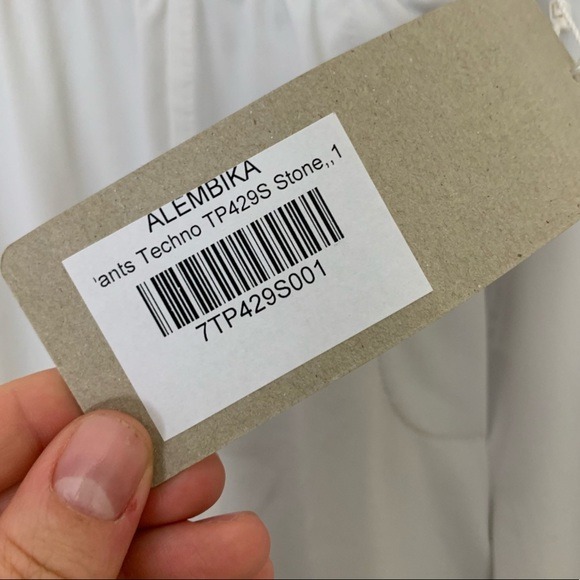 ALEMBIKA
'ants Techno TP429S Stone,,1
7TP429S001